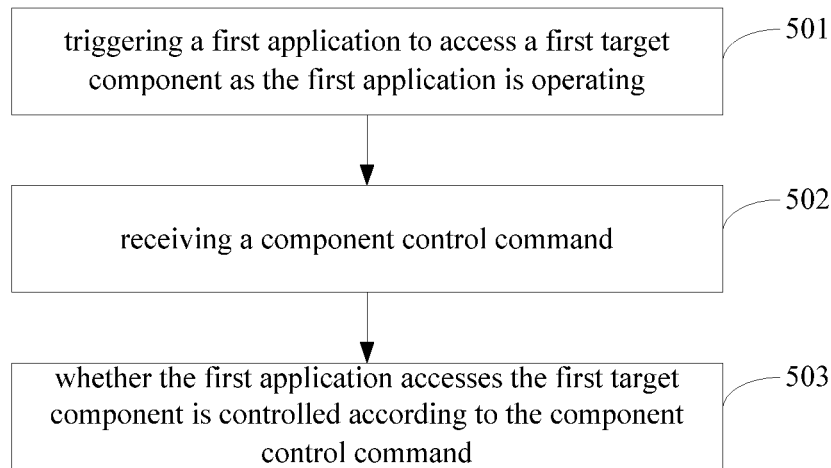 triggering a first application to access a first target
component as the first application is operating
501
receiving a component control command
502
whether the first application accesses the first target
component is controlled according to the component
control command
503